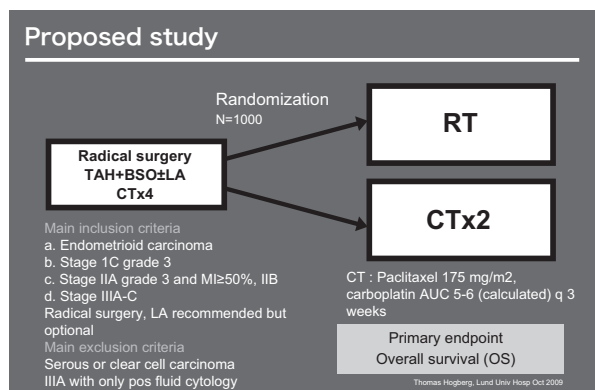 Proposed study
Randomization
N=1000
RT
Radical surgery
TAH+BSO±LA
CTx4
CTx2
Main inclusion criteria
a. Endometrioid carcinoma
b. Stage 1C grade 3
c. Stage IIA grade 3 and MI≥50%, IIB
d. Stage IIIA-C
Radical surgery, LA recommended but
optional
Main exclusion criteria
Serous or clear cell carcinoma
IIIA with only pos fluid cytology
CT : Paclitaxel 175 mg/m2,
carboplatin AUC 5-6 (calculated) q 3
weeks
Primary endpoint
Overall survival (OS)
Thomas Hogberg, Lund Univ Hosp Oct 2009